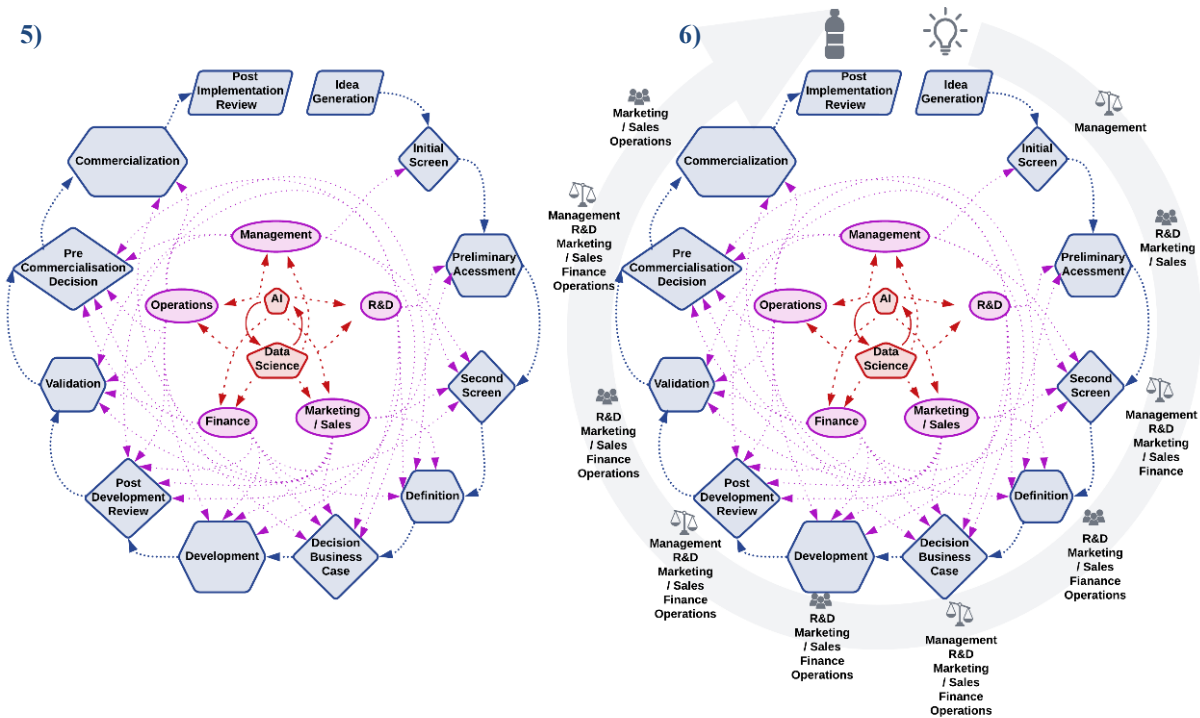 5)
Post
Implementation
Review
Idea
Generation
Commercialization
Initial
Screen
Management
Pre
Commercialisation
Decision
Preliminary
Acessment
Operations
AI
R&D
Data
Science
Validation
Second
Screen
Finance
Marketing
/ Sales
Post
Development
Review
Definition
Development
Decision
Business
Case
6)
Post
Implementation
Review
Idea
Generation
Marketing
/ Sales
Operations
Management
Commercialization
Initial
Screen
Management
R&D
Marketing
/ Sales
Finance
Operations
Management
R&D
Marketing
/ Sales
Pre
Commercialisation
Decision
Preliminary
Acessment
Operations
AI
R&D
Data
Science
Validation
Second
Screen
R&D
Marketing
/ Sales
Finance
Operations
Finance
Marketing
/ Sales
Management
R&D
Marketing
/ Sales
Finance
Post
Development
Review
Definition
Management
R&D
Marketing
/ Sales
Finance
Operations
Development
Decision
Business
Case
R&D
Marketing
/ Sales
Fianance
Operations
R&D
Marketing
/ Sales
Finance
Operations
Management
R&D
Marketing
/ Sales
Finance
Operations